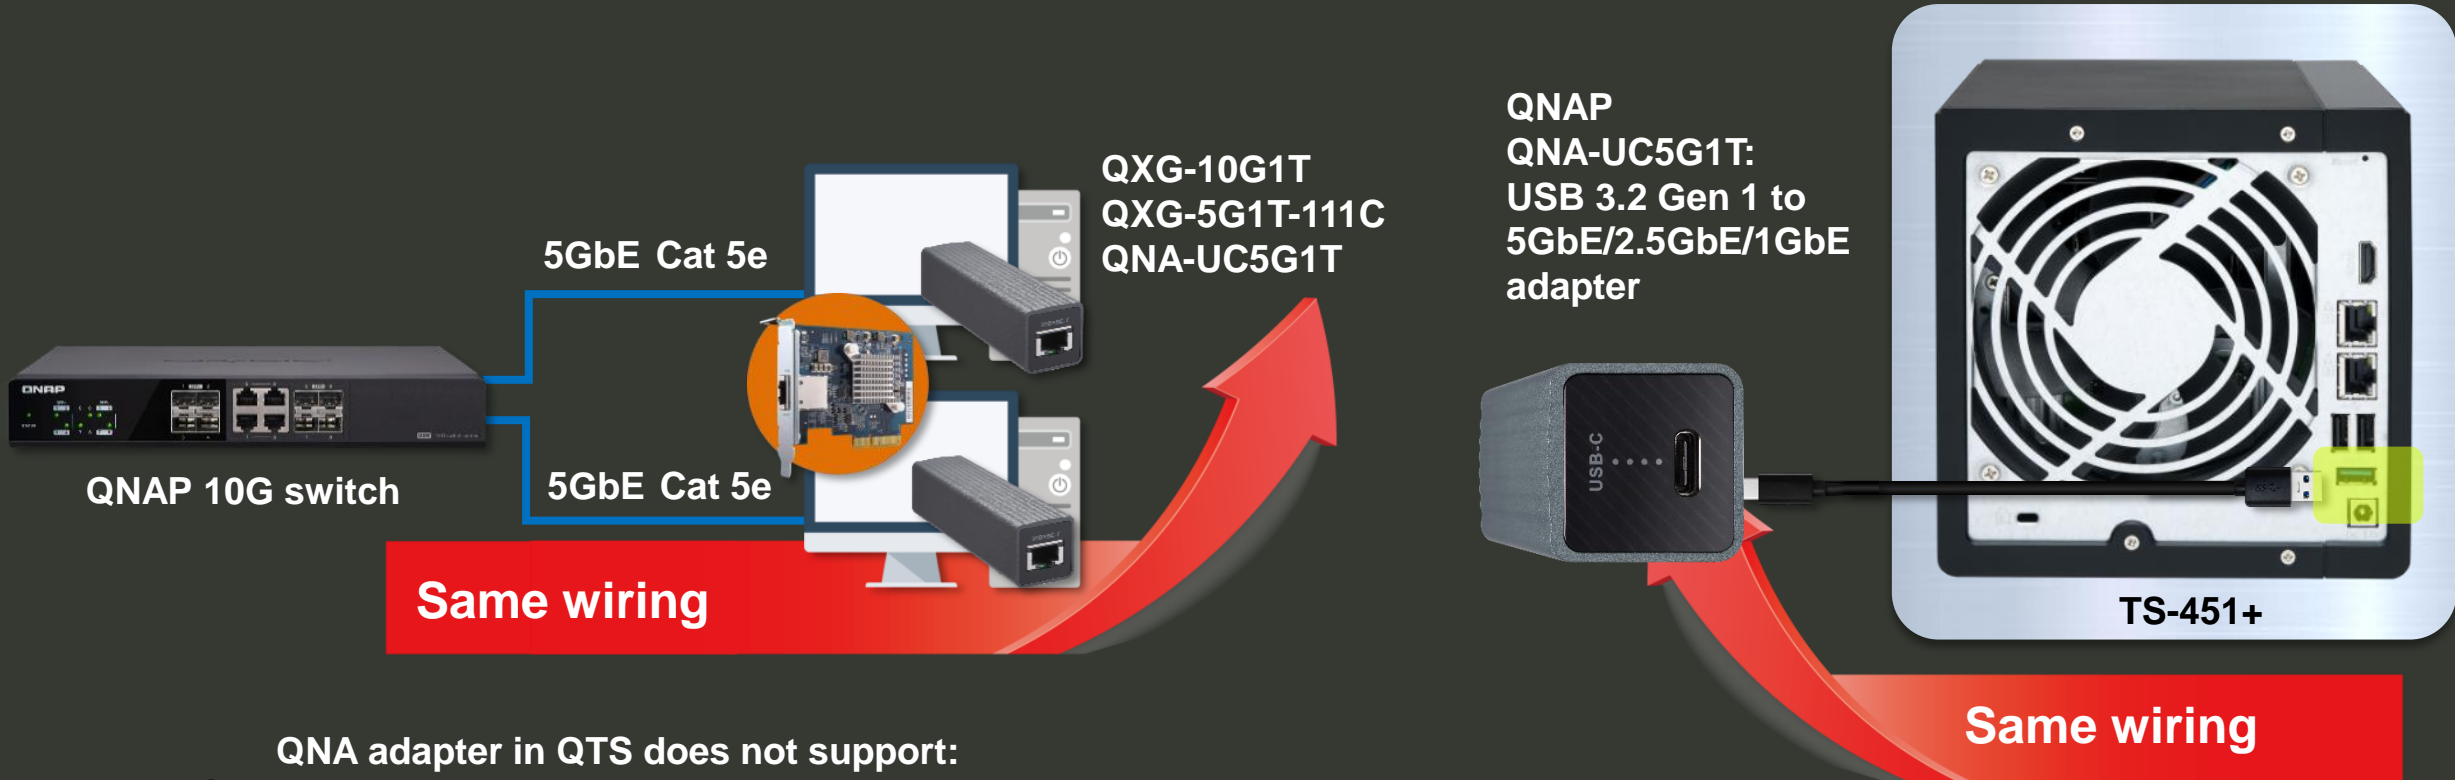 QXG-10G1T
QXG-5G1T-111C
QNA-UC5G1T
5GbE Cat 5e
5GbE Cat 5e
QNAP
QNAP 10G switch
Same wiring
QNAP
QNA-UC5G1T:
USB 3.2 Gen 1 to
5GbE/2.5GbE/1GbE
adapter
USB-C
TS-451+
Same wiring
QNA adapter in QTS does not support: